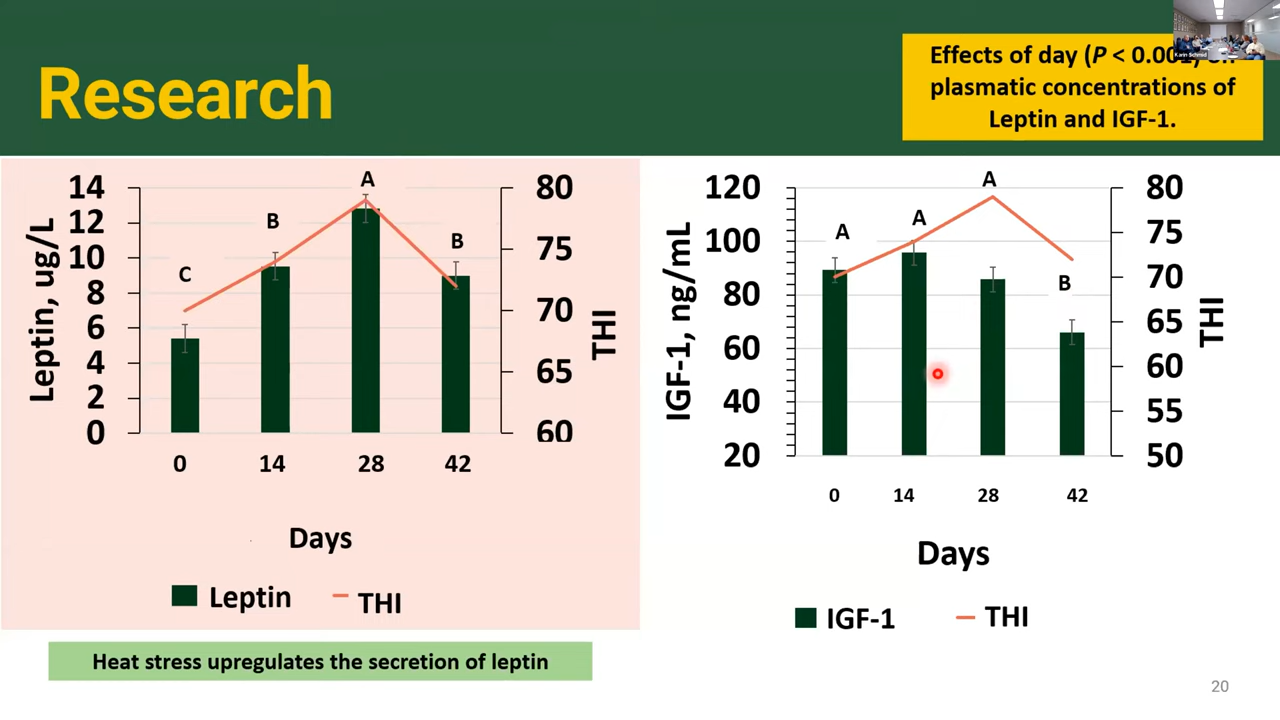 Research
Effects of day (P < 0.001) on
plasmatic concentrations of
Leptin and IGF-1.
Karin Schmid
Leptin, ug/L
14
12
10
8
6
4
2
0
C
B
A
B
80
75
70
65
60
THI
0 14 28 42
Days
Leptin THI
Heat stress upregulates the secretion of leptin
IGF-1, ng/mL
120
100
80
60
40
20
A
A
A
B
80
75
70
65
60
55
50
THI
0 14 28 42
Days
IGF-1 THI
20